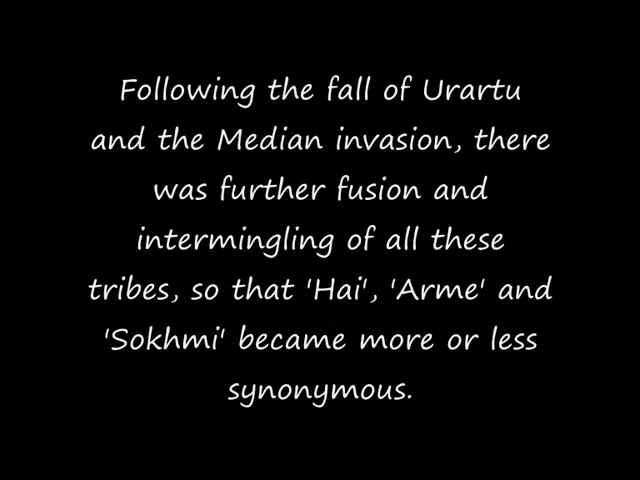 Following the fall of Urartu
and the Median invasion, there
was further fusion and
intermingling of all these
tribes, so that 'Hai', 'Arme' and
'Sokhmi' became more or less
synonymous.